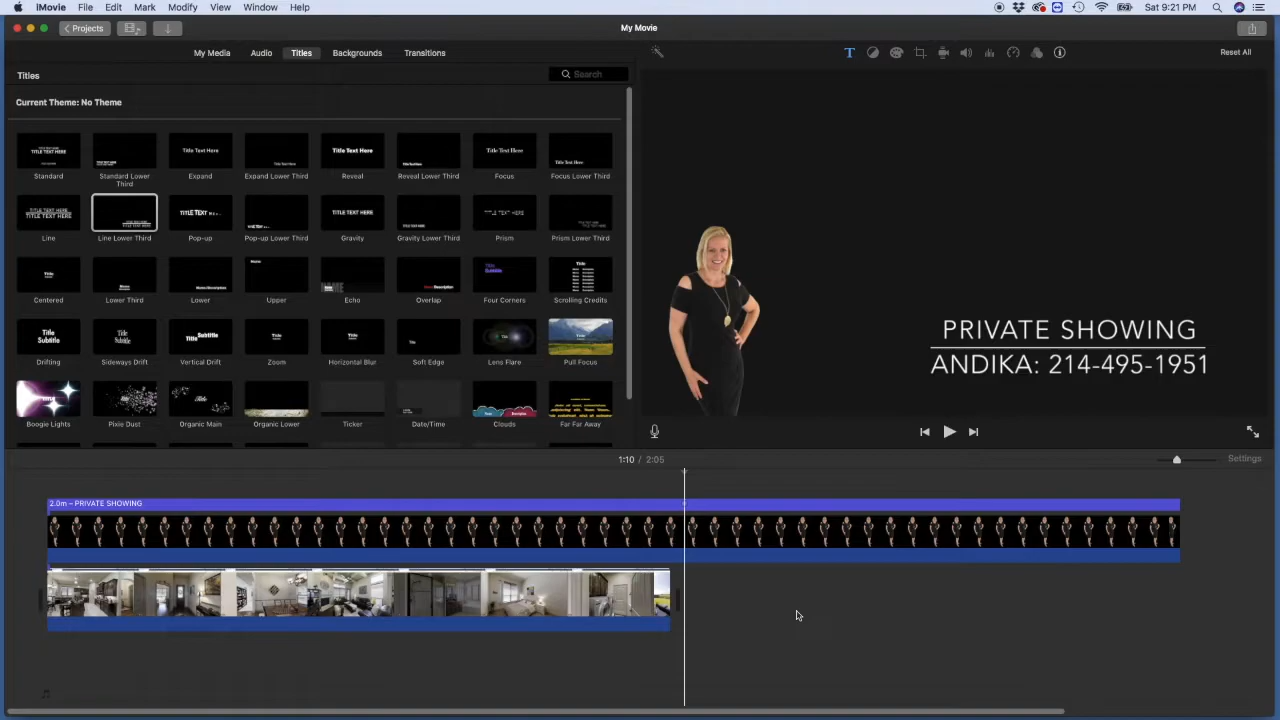 iMovie File Edit Mark Modify View Window Help
Sat 9:21 PM
Projects
My Movie
My Media Audio Titles Backgrounds Transitions
Reset All
Titles
Search
Current Theme: No Theme
Standard
Standard Lower Third
Expand
Expand Lower Third
Reveal
Reveal Lower Third
Focus
Focus Lower Third
Line
Line Lower Third
Pop-up
Pop-up Lower Third
Gravity
Gravity Lower Third
Prism
Prism Lower Third
Centered
Lower Third
Lower
Upper
Echo
Overlap
Four Corners
Scrolling Credits
Drifting
Sideways Drift
Vertical Drift
Zoom
Horizontal Blur
Soft Edge
Lens Flare
Pull Focus
Boogie Lights
Pixie Dust
Organic Main
Organic Lower
Ticker
Date/Time
Clouds
Far Far Away
PRIVATE SHOWING
ANDIKA: 214-495-1951
1:10 / 2:05
Settings
2.0m – PRIVATE SHOWING